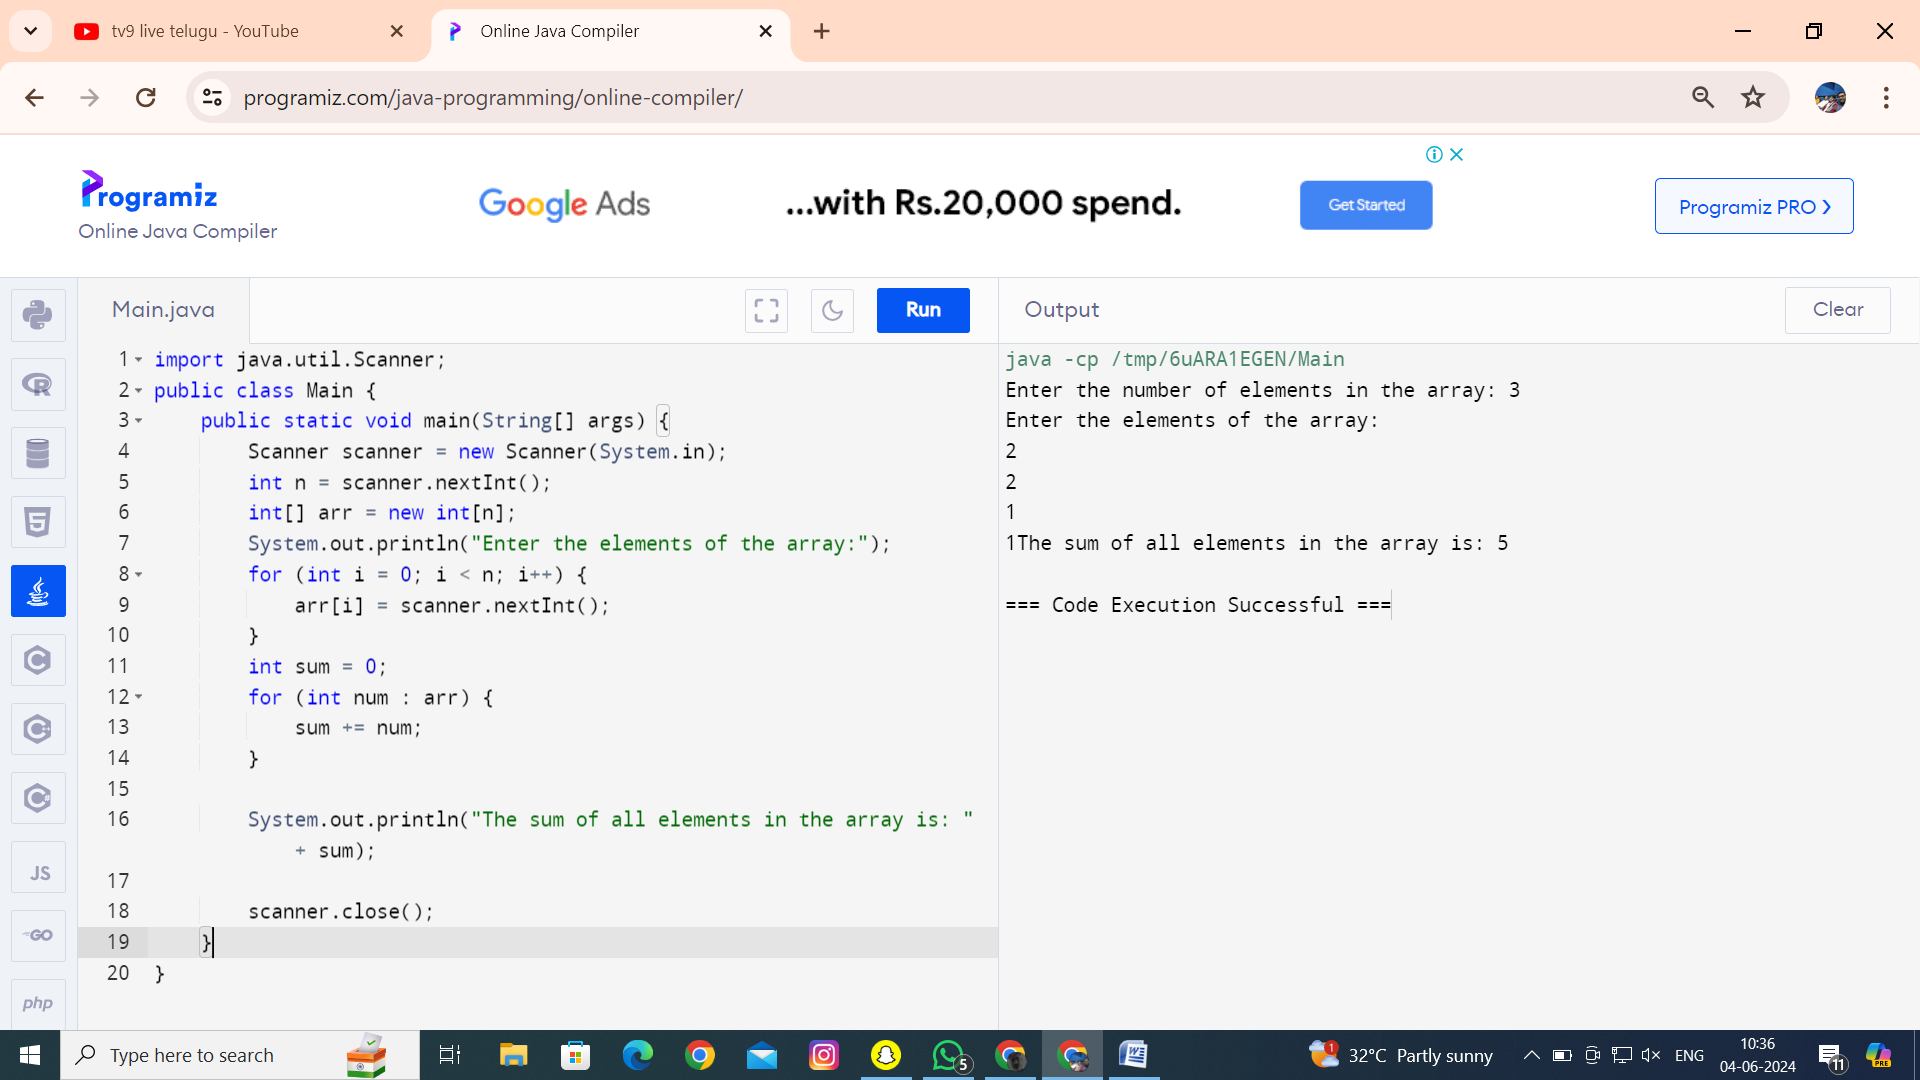 tv9 live telugu - YouTube
Online Java Compiler
programiz.com/java-programming/online-compiler/
Programiz
Online Java Compiler
Google Ads
...with Rs.20,000 spend.
Get Started
Programiz PRO ›
Main.java
Run
Output
Clear
1 import java.util.Scanner;
2 public class Main {
3 public static void main(String[] args) {
4 Scanner scanner = new Scanner(System.in);
5 int n = scanner.nextInt();
6 int[] arr = new int[n];
7 System.out.println("Enter the elements of the array:");
8 for (int i = 0; i < n; i++) {
9 arr[i] = scanner.nextInt();
10 }
11 int sum = 0;
12 for (int num : arr) {
13 sum += num;
14 }
15
16 System.out.println("The sum of all elements in the array is: "
+ sum);
17
18 scanner.close();
19 }
20 }
java -cp /tmp/6uARA1EGEN/Main
Enter the number of elements in the array: 3
Enter the elements of the array:
2
2
1
1The sum of all elements in the array is: 5
=== Code Execution Successful ===
R
5
C
C++
C#
JS
GO
php
Type here to search
5
1
32°C Partly sunny
ENG
10:36
04-06-2024
11
PRE